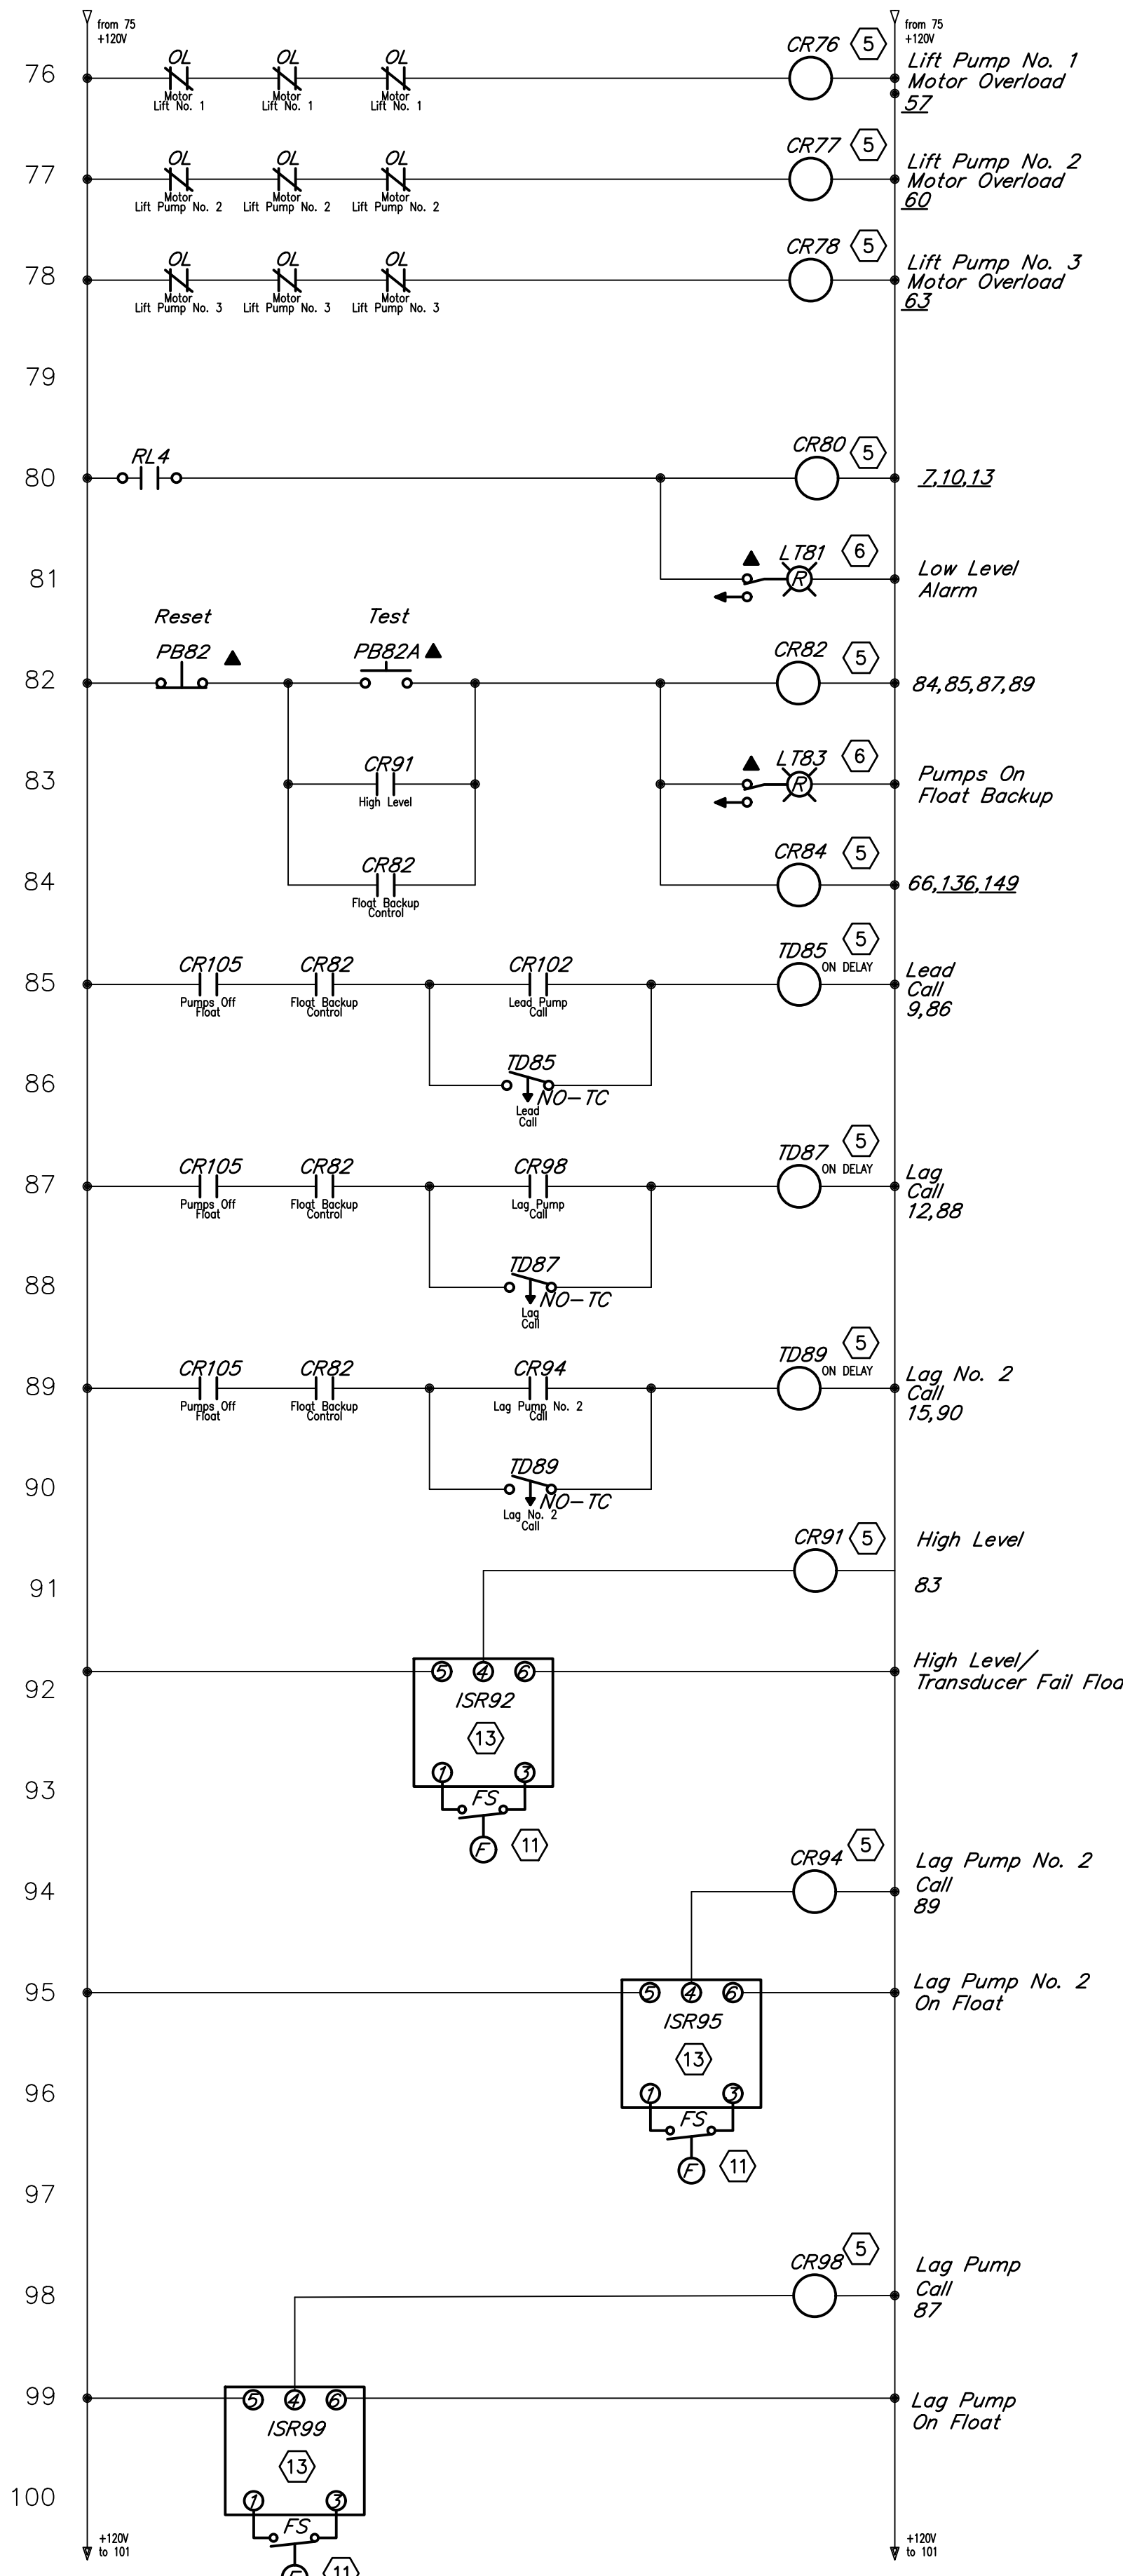 from 75
+120V
from 75
+120V
76
OL
Motor
Lift No. 1
OL
Motor
Lift No. 1
OL
Motor
Lift No. 1
CR76
5
Lift Pump No. 1
Motor Overload
57
77
OL
Motor
Lift Pump No. 2
OL
Motor
Lift Pump No. 2
OL
Motor
Lift Pump No. 2
CR77
5
Lift Pump No. 2
Motor Overload
60
78
OL
Motor
Lift Pump No. 3
OL
Motor
Lift Pump No. 3
OL
Motor
Lift Pump No. 3
CR78
5
Lift Pump No. 3
Motor Overload
63
79
80
RL4
CR80
5
7,10,13
81
LT81
6
R
Low Level
Alarm
Reset
Test
82
PB82
PB82A
CR82
5
84,85,87,89
83
CR91
High Level
LT83
6
R
Pumps On
Float Backup
84
CR82
Float Backup
Control
CR84
5
66,136,149
85
CR105
Pumps Off
Float
CR82
Float Backup
Control
CR102
Lead Pump
Call
TD85
5
ON DELAY
Lead
Call
9,86
86
TD85
NO-TC
Lead
Call
87
CR105
Pumps Off
Float
CR82
Float Backup
Control
CR98
Lag Pump
Call
TD87
5
ON DELAY
Lag
Call
12,88
88
TD87
NO-TC
Lag
Call
89
CR105
Pumps Off
Float
CR82
Float Backup
Control
CR94
Lag Pump No. 2
Call
TD89
5
ON DELAY
Lag No. 2
Call
15,90
90
TD89
NO-TC
Lag No. 2
Call
91
CR91
5
High Level
83
92
5 4 6
ISR92
13
High Level/
Transducer Fail Floa
93
1 3
FS
F
11
94
CR94
5
Lag Pump No. 2
Call
89
95
5 4 6
ISR95
13
Lag Pump No. 2
On Float
96
1 3
FS
F
11
97
98
CR98
5
Lag Pump
Call
87
99
5 4 6
ISR99
13
Lag Pump
On Float
100
1 3
FS
F
11
+120V
to 101
+120V
to 101